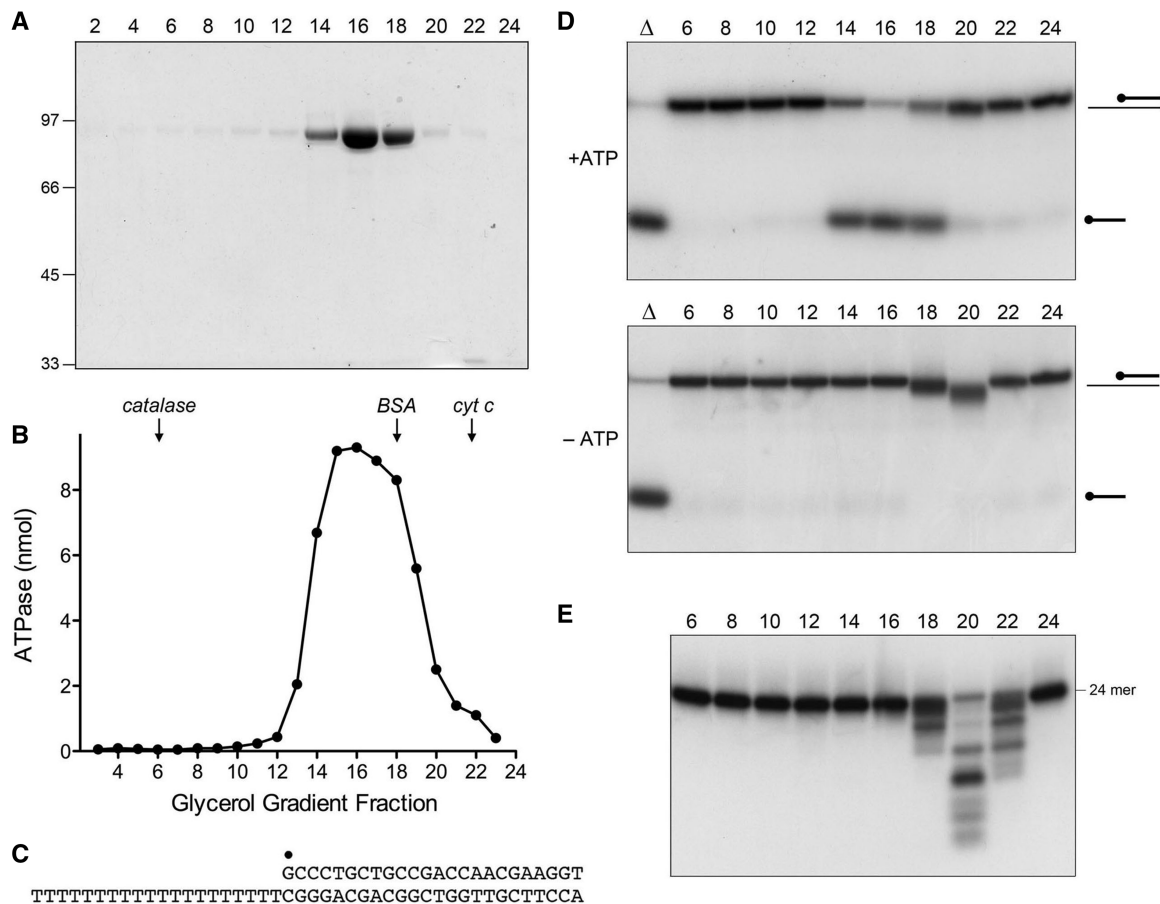 A
2 4 6 8 10 12 14 16 18 20 22 24
97
66
45
33
B
catalase BSA cyt c
ATPase (nmol)
8
6
4
2
0
4 6 8 10 12 14 16 18 20 22 24
Glycerol Gradient Fraction
C
GCCCTGCTGCCGACCAACGAAGGT
TTTTTTTTTTTTTTTTTTTTCGGGACGACGGCTGGTTGCTTCCA
D
Δ 6 8 10 12 14 16 18 20 22 24
+ATP
Δ 6 8 10 12 14 16 18 20 22 24
– ATP
E
6 8 10 12 14 16 18 20 22 24
24 mer